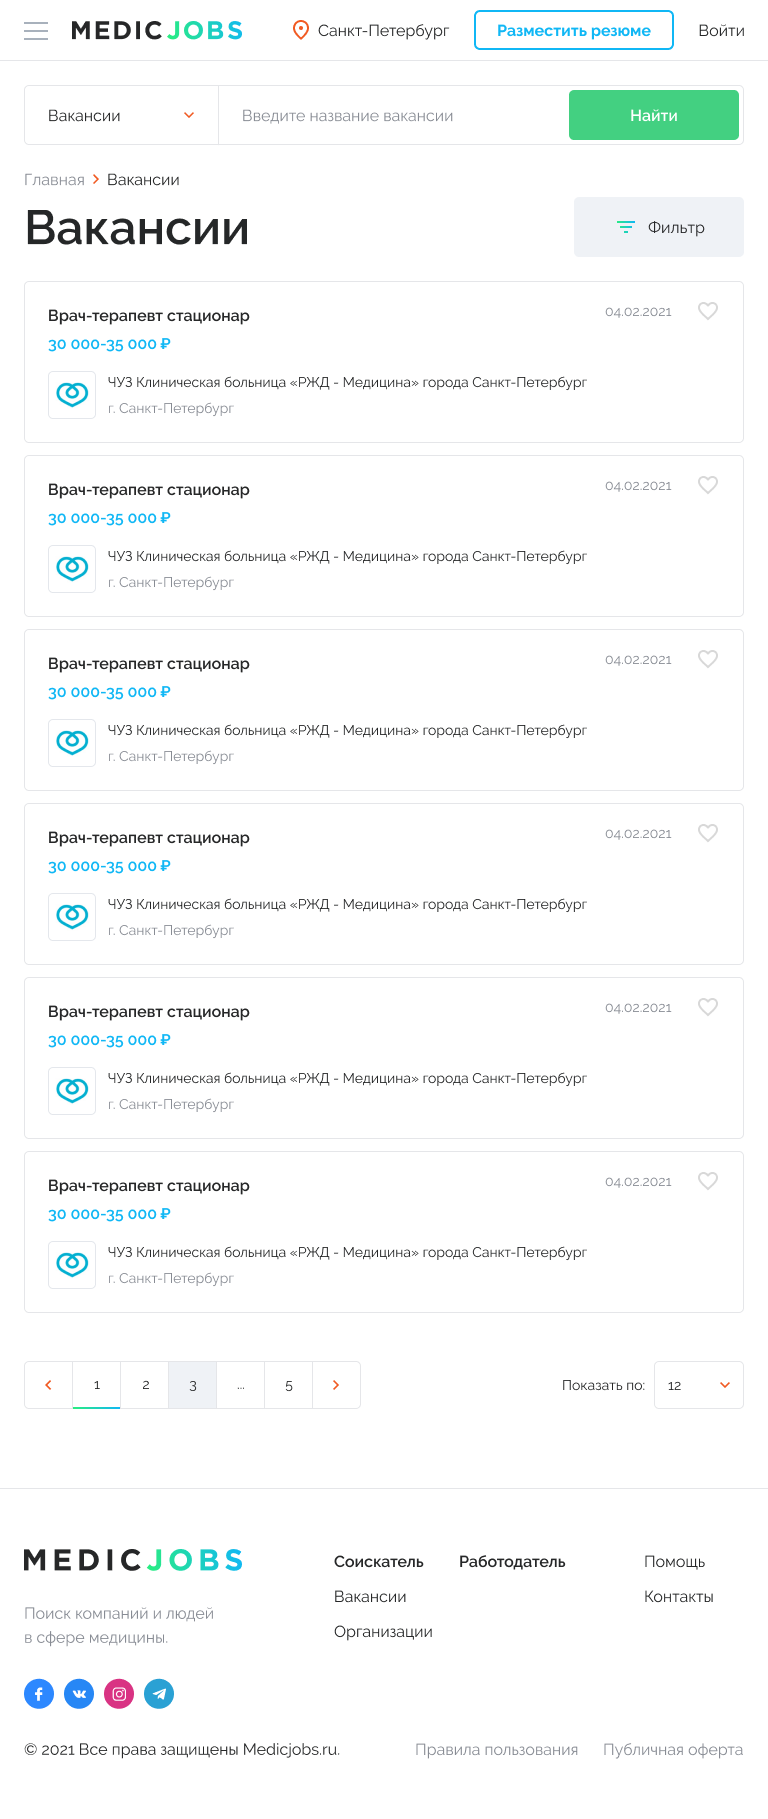 MEDICJOBS Санкт-Петербург Разместить резюме Войти
Вакансии Введите название вакансии Найти
Главная Вакансии
Вакансии Фильтр
Врач-терапевт стационар 04.02.2021
30 000-35 000 ₽
ЧУЗ Клиническая больница «РЖД - Медицина» города Санкт-Петербург
г. Санкт-Петербург
Врач-терапевт стационар 04.02.2021
30 000-35 000 ₽
ЧУЗ Клиническая больница «РЖД - Медицина» города Санкт-Петербург
г. Санкт-Петербург
Врач-терапевт стационар 04.02.2021
30 000-35 000 ₽
ЧУЗ Клиническая больница «РЖД - Медицина» города Санкт-Петербург
г. Санкт-Петербург
Врач-терапевт стационар 04.02.2021
30 000-35 000 ₽
ЧУЗ Клиническая больница «РЖД - Медицина» города Санкт-Петербург
г. Санкт-Петербург
Врач-терапевт стационар 04.02.2021
30 000-35 000 ₽
ЧУЗ Клиническая больница «РЖД - Медицина» города Санкт-Петербург
г. Санкт-Петербург
Врач-терапевт стационар 04.02.2021
30 000-35 000 ₽
ЧУЗ Клиническая больница «РЖД - Медицина» города Санкт-Петербург
г. Санкт-Петербург
1 2 3 ... 5 Показать по: 12
MEDICJOBS
Поиск компаний и людей
в сфере медицины.
Соискатель
Вакансии
Организации
Работодатель
Помощь
Контакты
© 2021 Все права защищены Medicjobs.ru. Правила пользования Публичная оферта